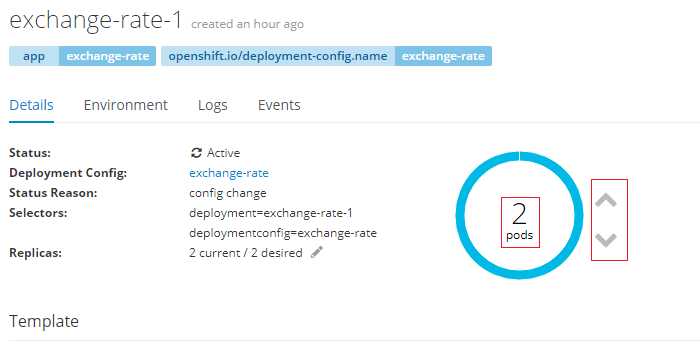 exchange-rate-1 created an hour ago
app exchange-rate openshift.io/deployment-config.name exchange-rate
Details Environment Logs Events
Status: Active
Deployment Config: exchange-rate
Status Reason: config change
Selectors: deployment=exchange-rate-1
deploymentconfig=exchange-rate
Replicas: 2 current / 2 desired
2
pods
Template